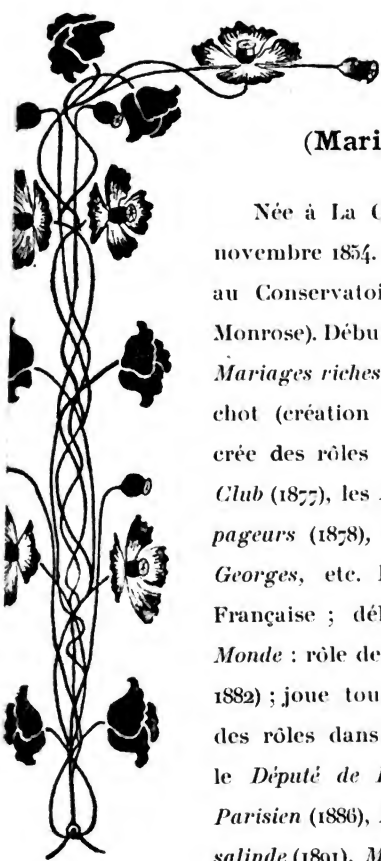 (Mari
Née à La C
novembre 1854.
au Conservatoi
Monrose). Débu
Mariages riches
chot (création
crée des rôles
Club (1877), les
pageurs (1878),
Georges, etc.
Française ; dé
Monde : rôle de
1882) ; joue tou
des rôles dans
le Député de
Parisien (1886),
salinde (1891), M